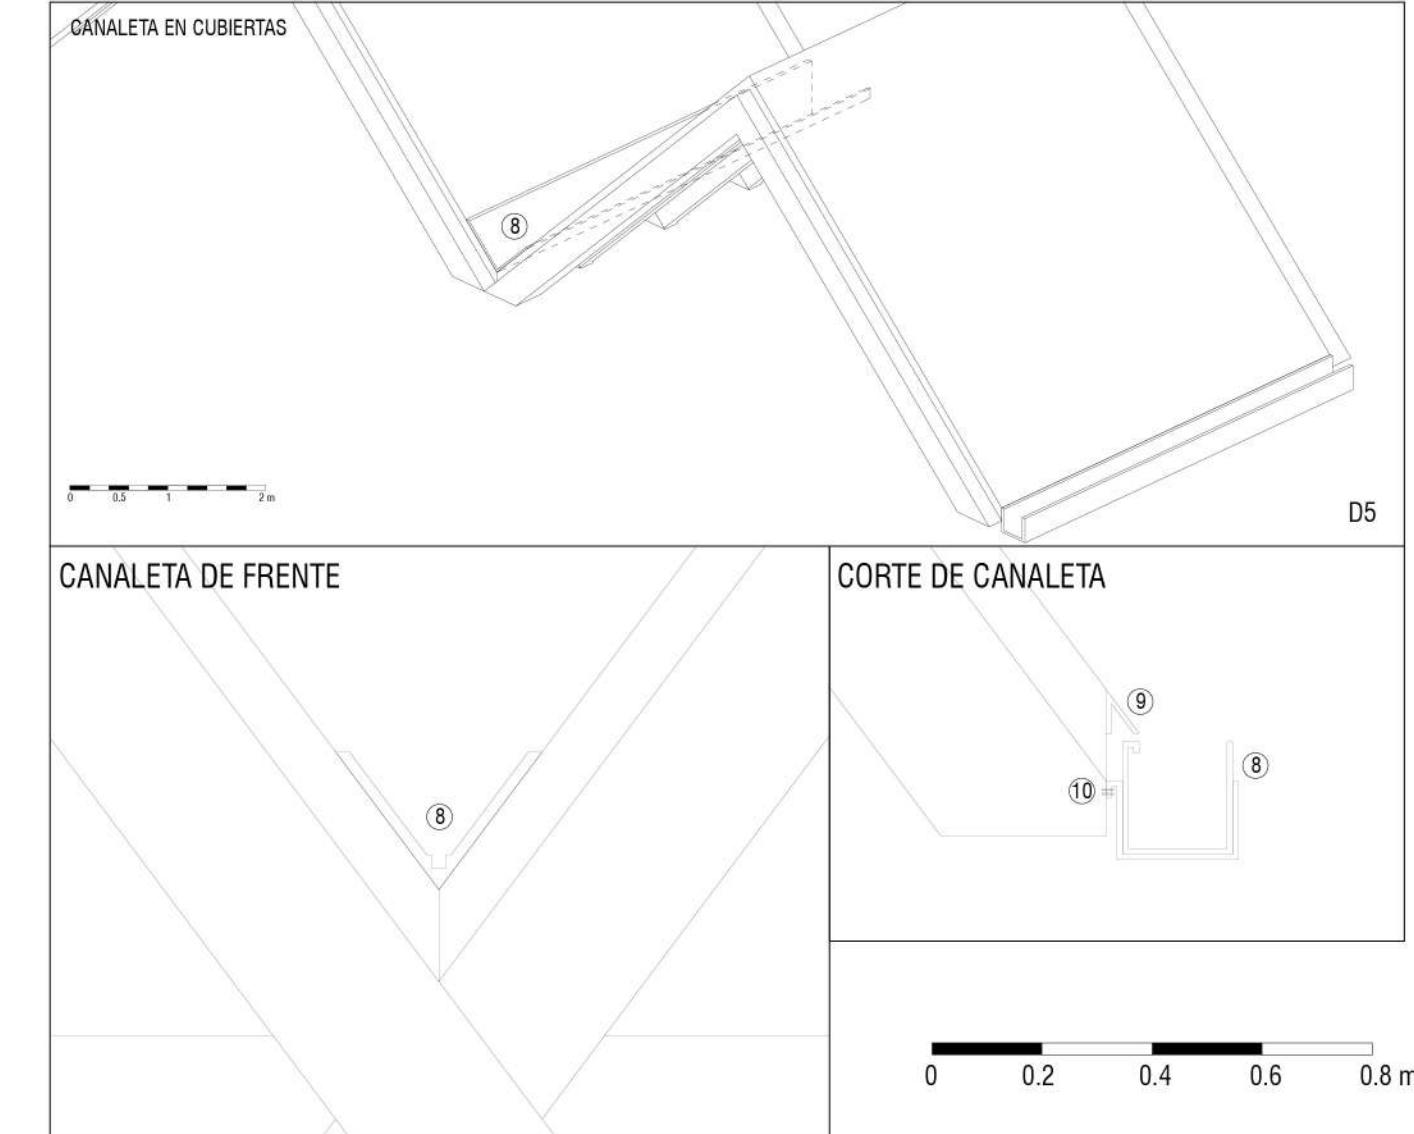 CANALETA EN CUBIERTAS
8
0 0.5 1 2 m
D5
CANALETA DE FRENTE
8
CORTE DE CANALETA
9
8
10
0 0.2 0.4 0.6 0.8 m